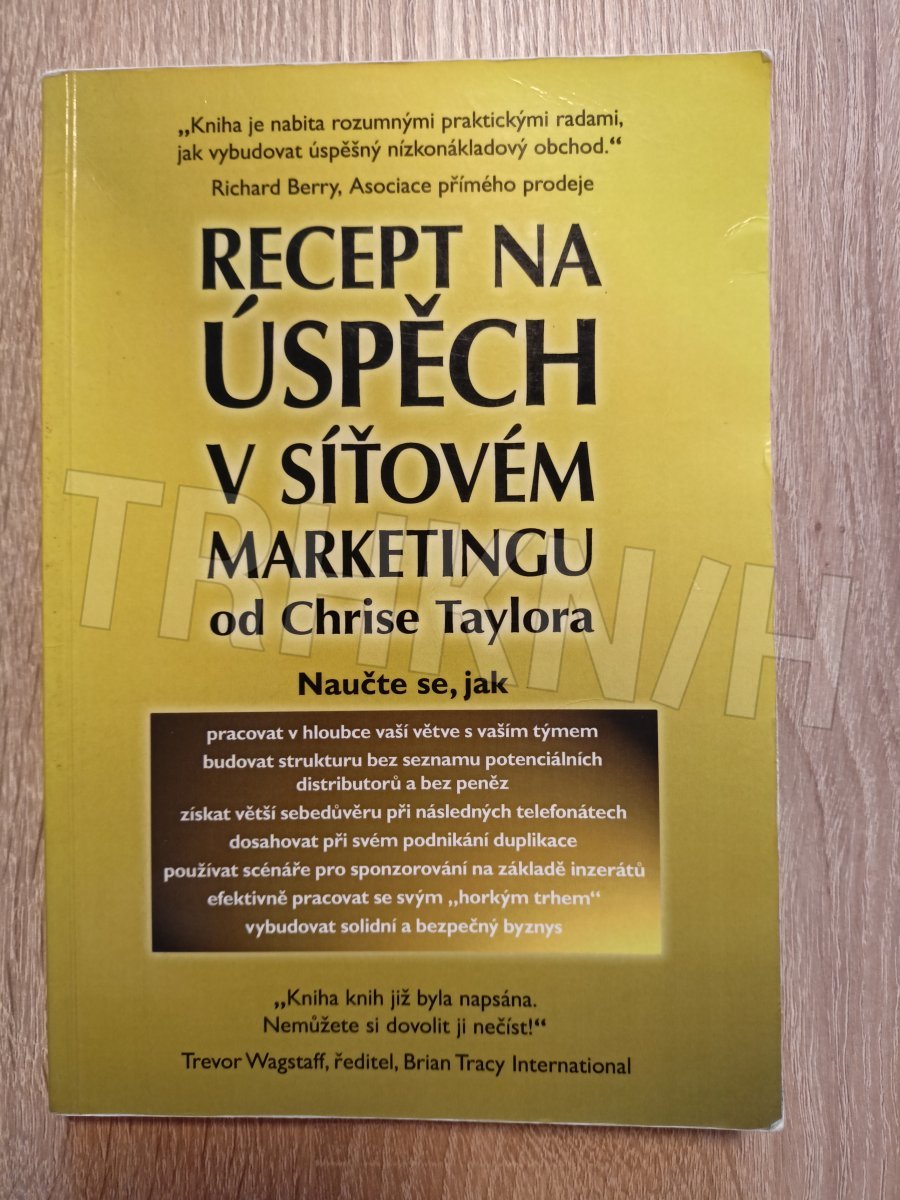 „Kniha je nabita rozumnými praktickými radami,
jak vybudovat úspěšný nízkonákladový obchod.“
Richard Berry, Asociace přímého prodeje
RECEPT NA
ÚSPĚCH
V SÍŤOVÉM
MARKETINGU
od Chrise Taylora
TRHKNIH
Naučte se, jak
pracovat v hloubce vaší větve s vaším týmem
budovat strukturu bez seznamu potenciálních
distributorů a bez peněz
získat větší sebedůvěru při následných telefonátech
dosahovat při svém podnikání duplikace
používat scénáře pro sponzorování na základě inzerátů
efektivně pracovat se svým „horkým trhem“
vybudovat solidní a bezpečný byznys
„Kniha knih již byla napsána.
Nemůžete si dovolit ji nečíst!“
Trevor Wagstaff, ředitel, Brian Tracy International